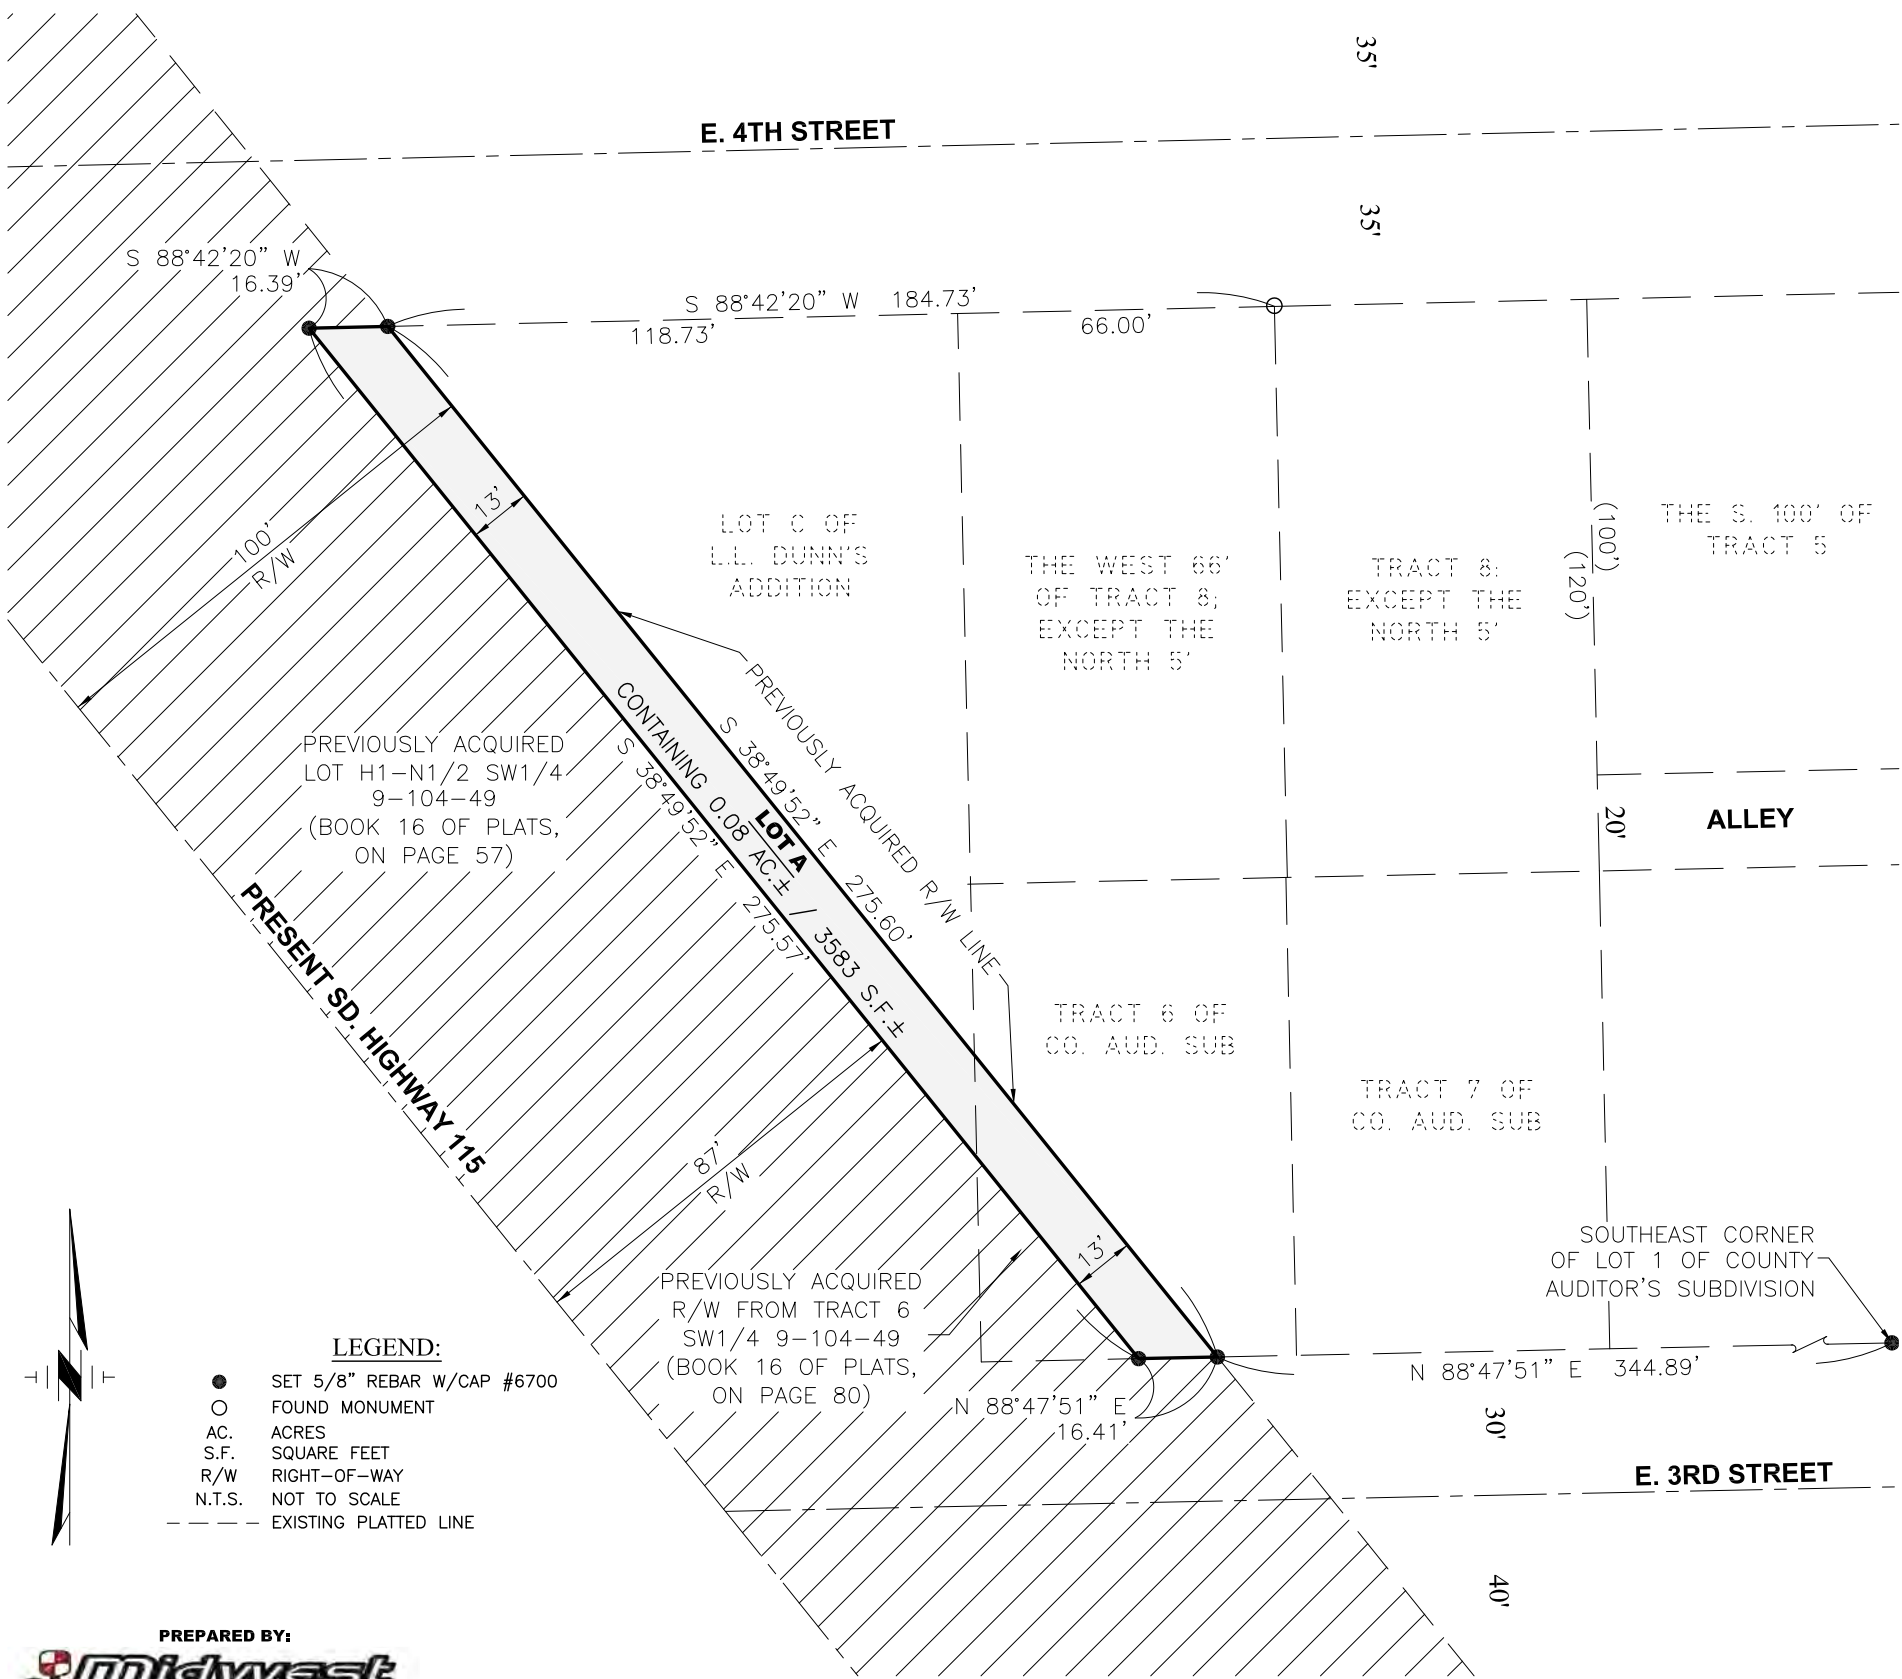 35'
E. 4TH STREET
35'
S 88°42'20" W
16.39'
S 88°42'20" W 184.73'
118.73'
66.00'
100'
R/W
13'
LOT C OF
L.L. DUNN'S
ADDITION
THE WEST 66'
OF TRACT 8;
EXCEPT THE
NORTH 5'
TRACT 8;
EXCEPT THE
NORTH 5'
(100')
(120')
THE S. 100' OF
TRACT 5
PREVIOUSLY ACQUIRED R/W LINE
S 38°49'52" E 275.60'
LOT A
CONTAINING 0.08 AC.± / 3583 S.F.±
S 38°49'52" E 275.57'
PREVIOUSLY ACQUIRED
LOT H1-N1/2 SW1/4
9-104-49
(BOOK 16 OF PLATS,
ON PAGE 57)
20'
ALLEY
PRESENT SD. HIGHWAY 115
TRACT 6 OF
CO. AUD. SUB
TRACT 7 OF
CO. AUD. SUB
87'
R/W
13'
SOUTHEAST CORNER
OF LOT 1 OF COUNTY
AUDITOR'S SUBDIVISION
PREVIOUSLY ACQUIRED
R/W FROM TRACT 6
SW1/4 9-104-49
(BOOK 16 OF PLATS,
ON PAGE 80)
N 88°47'51" E
16.41'
N 88°47'51" E 344.89'
30'
E. 3RD STREET
40'
LEGEND:
SET 5/8" REBAR W/CAP #6700
FOUND MONUMENT
AC. ACRES
S.F. SQUARE FEET
R/W RIGHT-OF-WAY
N.T.S. NOT TO SCALE
EXISTING PLATTED LINE
PREPARED BY:
Midwest